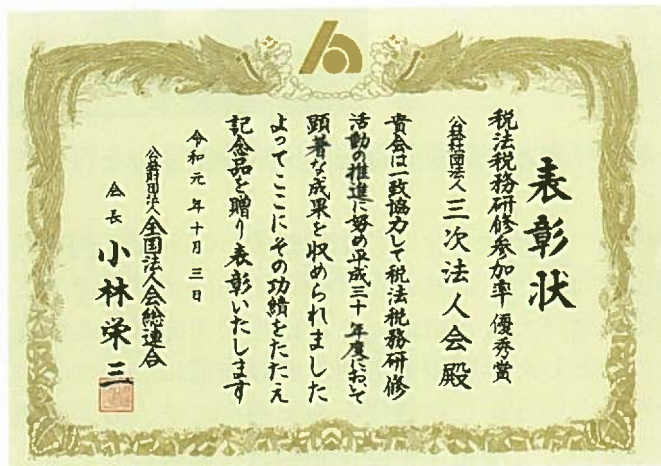 表彰状
税法税務研修参加率 優秀賞
公益社団法人 三次法人会殿
貴会は一致協力して税法税務研修
活動の推進に努め平成三十年度において
顕著な成果を収められました
よってここにその功績をたたえ
記念品を贈り表彰いたします
令和元年十月三日
公益財団法人 全国法人会総連合
会長 小林栄三